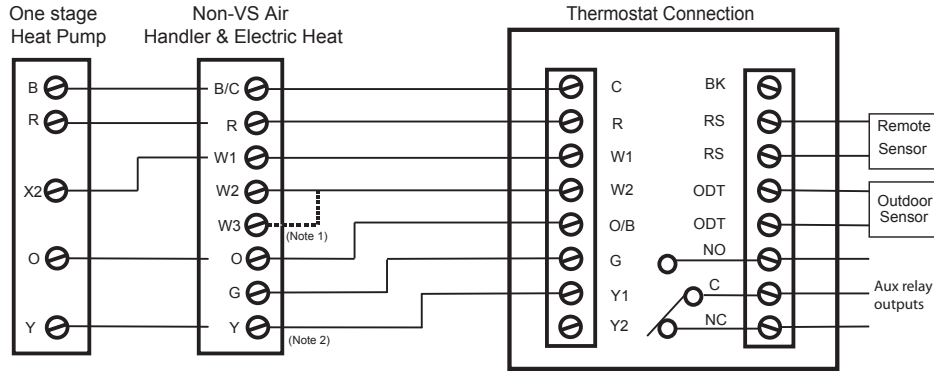 One stage
Heat Pump
Non-VS Air
Handler & Electric Heat
Thermostat Connection
B
R
X2
O
Y
B/C
R
W1
W2
W3
(Note 1)
O
G
Y
(Note 2)
C
R
W1
W2
O/B
G
Y1
Y2
BK
RS
RS
ODT
ODT
NO
C
NC
Remote
Sensor
Outdoor
Sensor
Aux relay
outputs